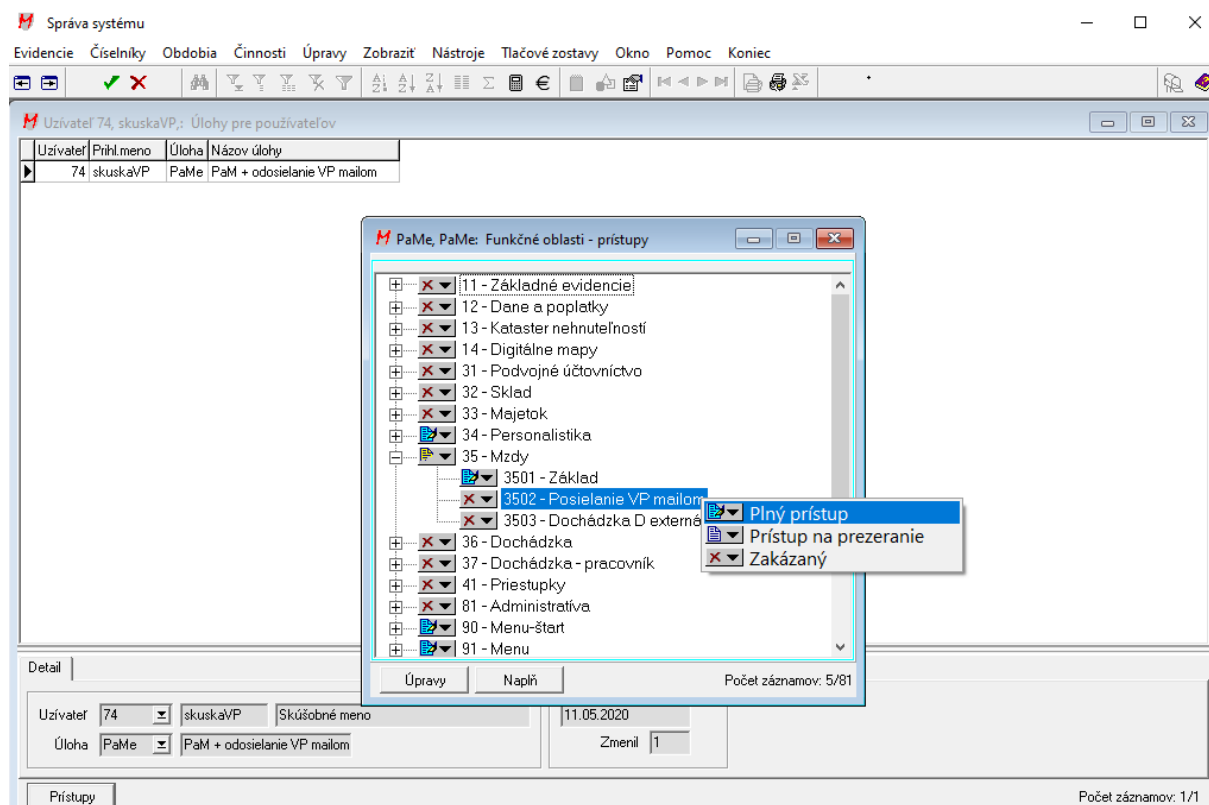 Správa systému
Evidencie Číselníky Obdobia Činnosti Úpravy Zobraziť Nástroje Tlačové zostavy Okno Pomoc Koniec
Uzívateľ 74, skuskaVP,: Úlohy pre používateľov
Uzívateľ Prihl.meno Úloha Názov úlohy
74 skuskaVP PaMe PaM + odosielanie VP mailom
PaMe, PaMe: Funkčné oblasti - prístupy
11 - Základné evidencie
12 - Dane a poplatky
13 - Kataster nehnuteľností
14 - Digitálne mapy
31 - Podvojné účtovníctvo
32 - Sklad
33 - Majetok
34 - Personalistika
35 - Mzdy
3501 - Základ
3502 - Posielanie VP mailom
3503 - Dochádzka D externá
Plný prístup
Prístup na prezeranie
Zakázaný
36 - Dochádzka
37 - Dochádzka - pracovník
41 - Priestupky
81 - Administratíva
90 - Menu-štart
91 - Menu
Úpravy Naplň Počet záznamov: 5/81
Detail
Uzívateľ 74 skuskaVP Skúšobné meno 11.05.2020
Úloha PaMe PaM + odosielanie VP mailom Zmenil 1
Prístupy Počet záznamov: 1/1